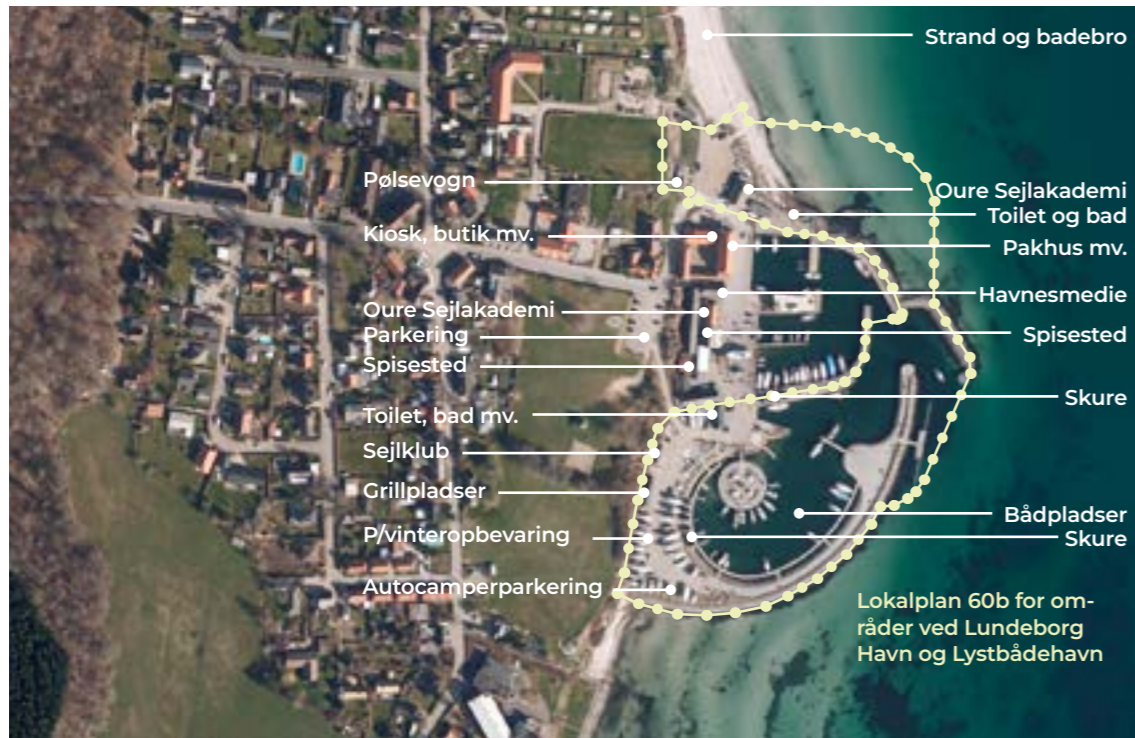 Strand og badebro
Pølsevogn
Oure Sejlakademi
Toilet og bad
Kiosk, butik mv.
Pakhus mv.
Havnesmedie
Oure Sejlakademi
Parkering
Spisested
Spisested
Skure
Toilet, bad mv.
Sejlklub
Grillpladser
Bådpladser
P/vinteropbevaring
Skure
Autocamperparkering
Lokalplan 60b for om-
råder ved Lundeborg
Havn og Lystbådehavn